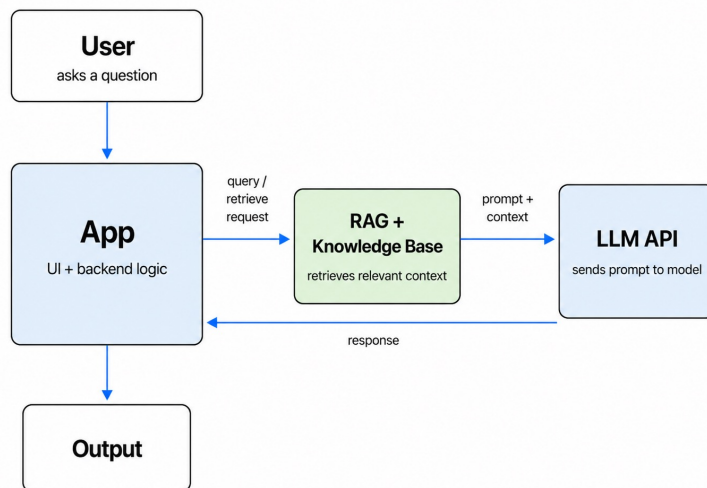 User
asks a question
App
UI + backend logic
query /
retrieve
request
RAG +
Knowledge Base
retrieves relevant context
prompt +
context
LLM API
sends prompt to model
response
Output